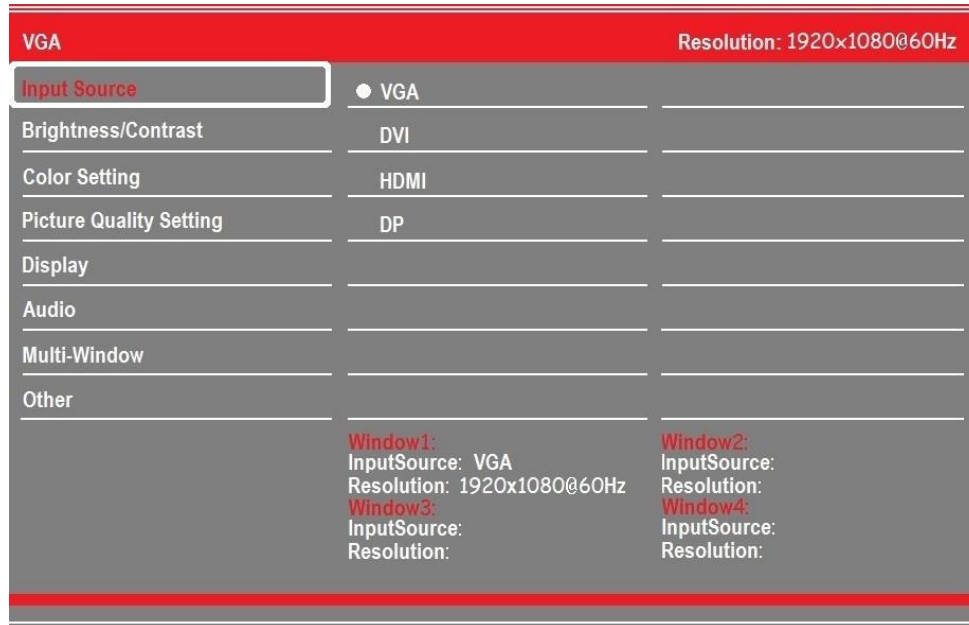 VGA Resolution: 1920x1080@60Hz
Input Source
Brightness/Contrast
Color Setting
Picture Quality Setting
Display
Audio
Multi-Window
Other
VGA
DVI
HDMI
DP
Window1:
InputSource: VGA
Resolution: 1920x1080@60Hz
Window2:
InputSource:
Resolution:
Window3:
InputSource:
Resolution:
Window4:
InputSource:
Resolution: